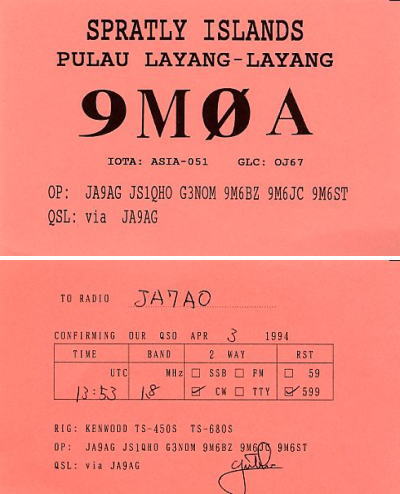 SPRATLY ISLANDS
PULAU LAYANG-LAYANG
9MØA
IOTA: ASIA-051 GLC: OJ67
OP: JA9AG JS1QHO G3NOM 9M6BZ 9M6JC 9M6ST
QSL: via JA9AG
TO RADIO JA7AO
CONFIRMING OUR QSO APR 3 1994
TIME BAND 2 WAY RST
UTC MHz □ SSB □ FM □ 59
13:53 1.8 ☑ CW □ TTY ☑ 599
RIG: KENWOOD TS-450S TS-680S
OP: JA9AG JS1QHO G3NOM 9M6BZ 9M6JC 9M6ST
QSL: via JA9AG